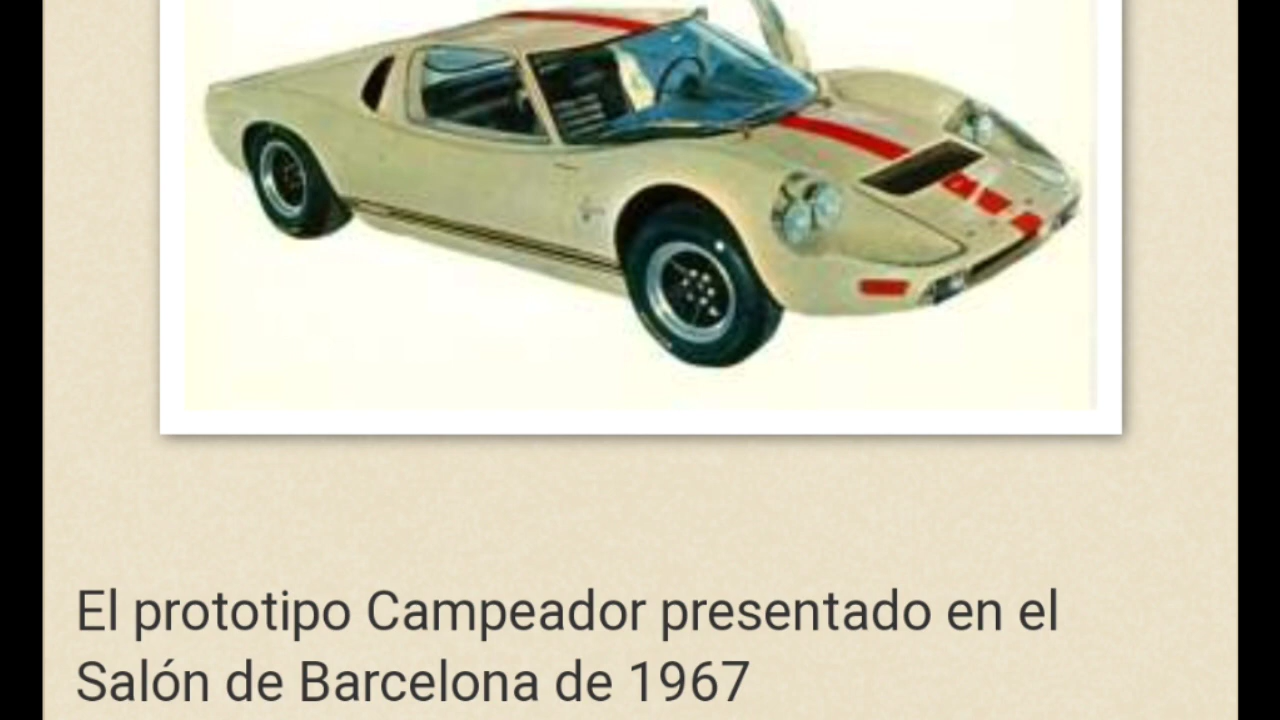 El prototipo Campeador presentado en el
Salón de Barcelona de 1967